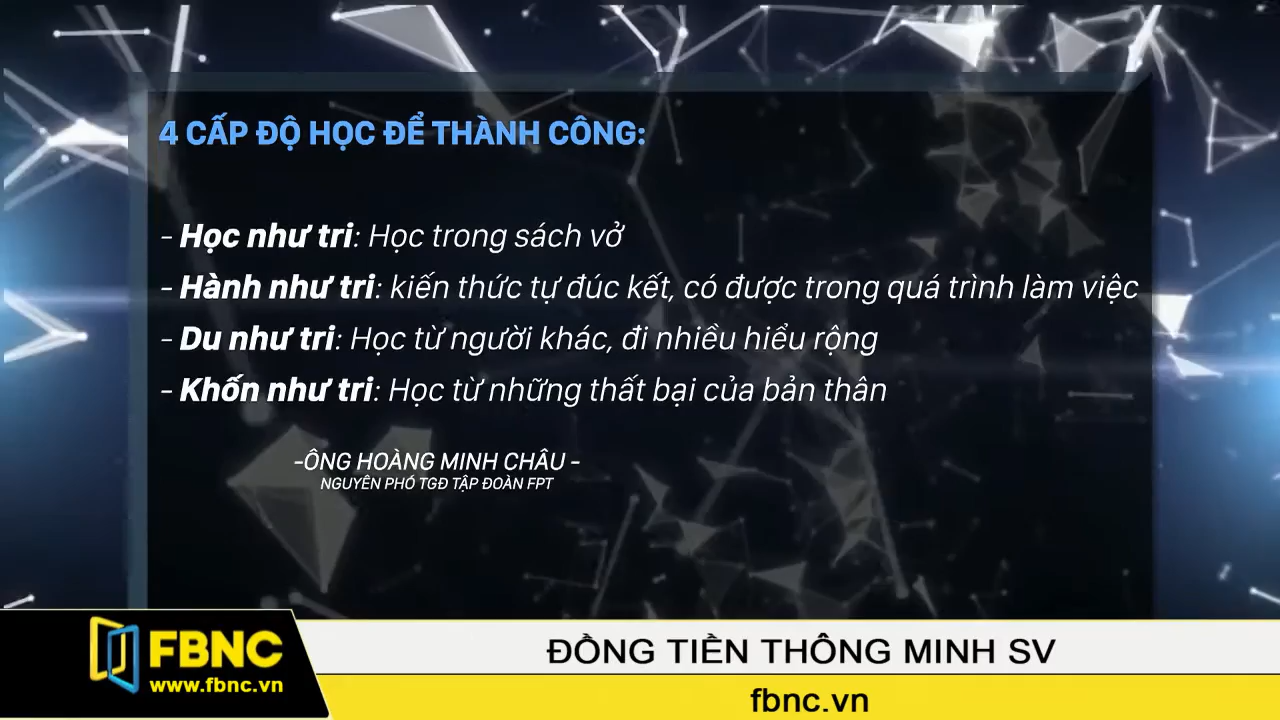 4 CẤP ĐỘ HỌC ĐỂ THÀNH CÔNG:
- Học như tri: Học trong sách vở
- Hành như tri: kiến thức tự đúc kết, có được trong quá trình làm việc
- Du như tri: Học từ người khác, đi nhiều hiểu rộng
- Khốn như tri: Học từ những thất bại của bản thân
-ÔNG HOÀNG MINH CHÂU -
NGUYÊN PHÓ TGĐ TẬP ĐOÀN FPT
FBNC
www.fbnc.vn
ĐỒNG TIỀN THÔNG MINH SV
fbnc.vn